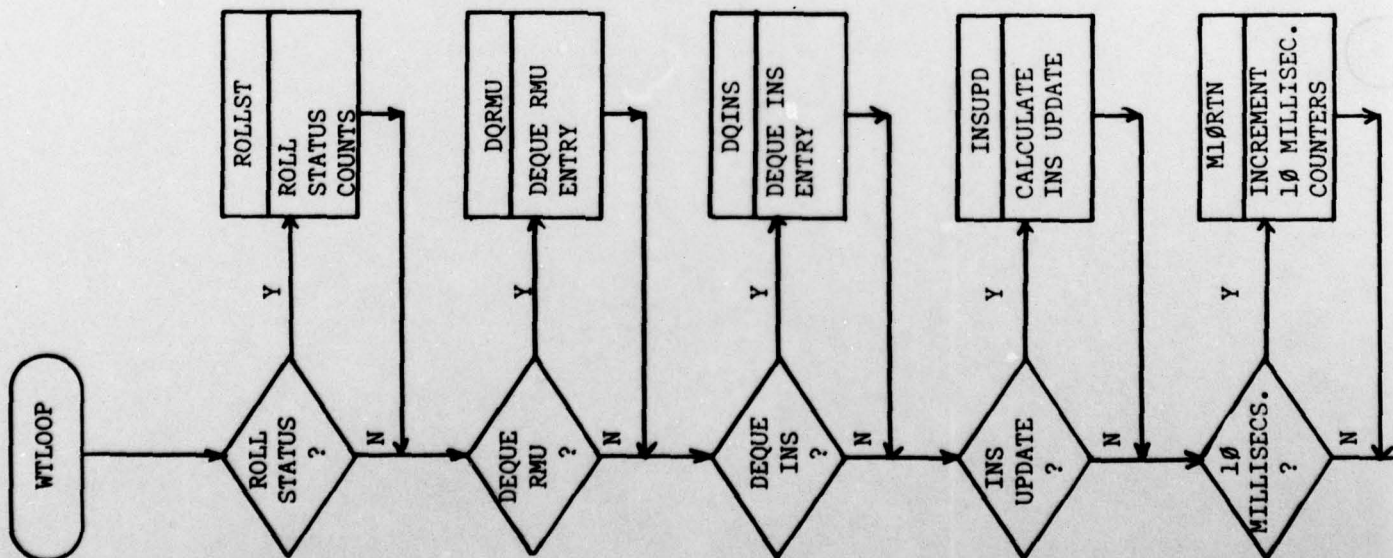 WTLOOP
ROLL
STATUS
?
Y
N
ROLLST
ROLL
STATUS
COUNTS
DEQUE
RMU
?
Y
N
DQRMU
DEQUE RMU
ENTRY
DEQUE
INS
?
Y
N
DQINS
DEQUE INS
ENTRY
INS
UPDATE
?
Y
N
INSUPD
CALCULATE
INS UPDATE
1Ø
MILLISECS.
?
Y
N
M1ØRTN
INCREMENT
1Ø MILLISEC.
COUNTERS